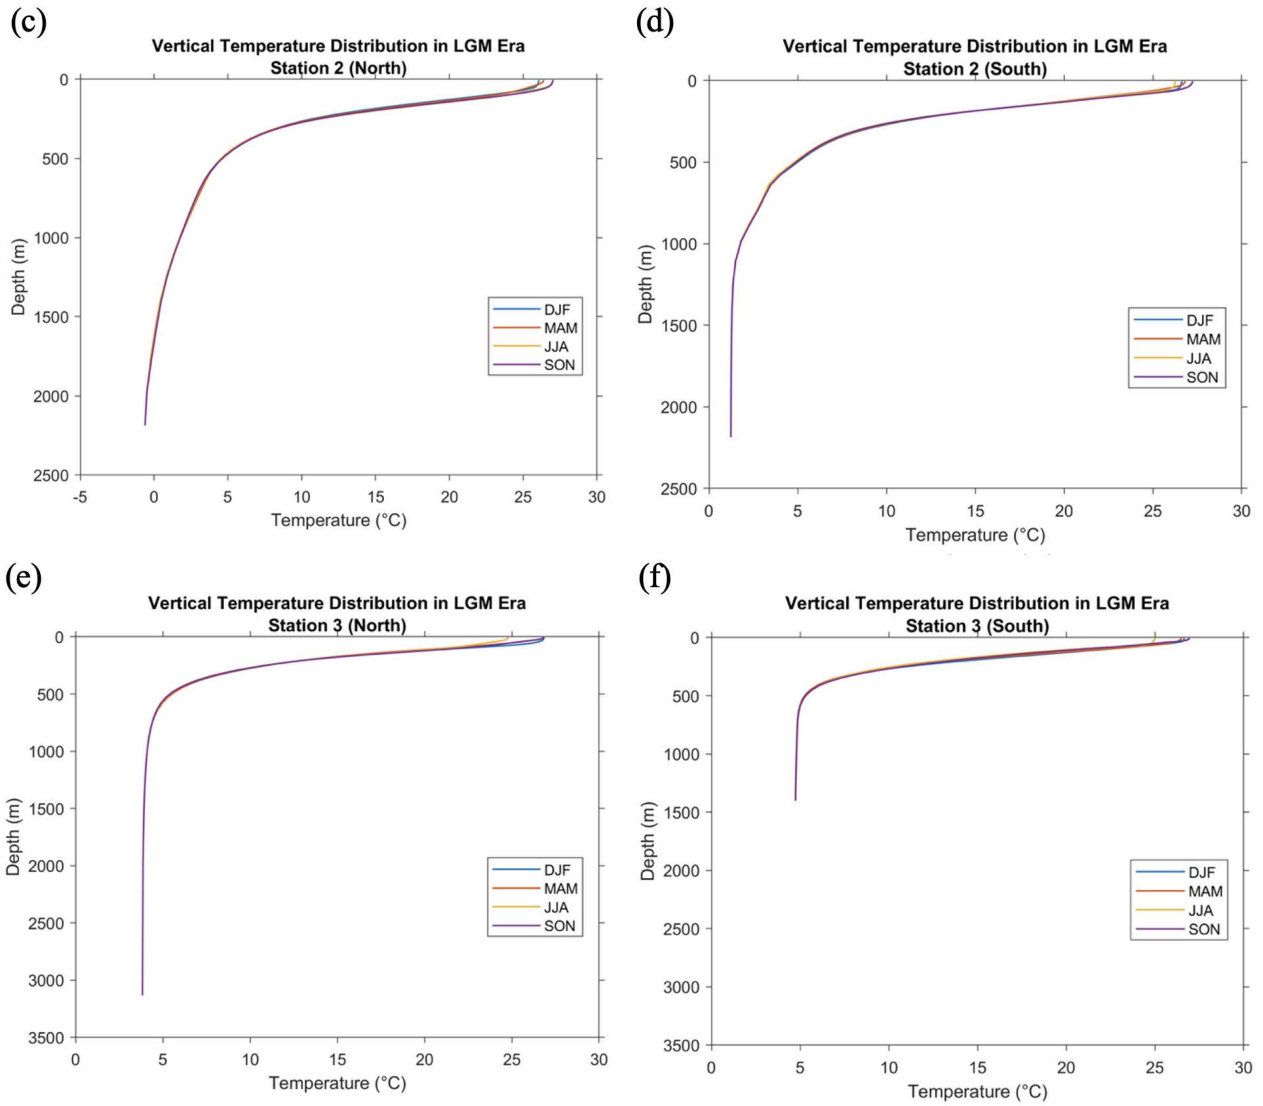 (c)
Vertical Temperature Distribution in LGM Era
Station 2 (North)
0
500
1000
1500
2000
2500
Depth (m)
-5 0 5 10 15 20 25 30
Temperature (°C)
DJF
MAM
JJA
SON
(d)
Vertical Temperature Distribution in LGM Era
Station 2 (South)
0
500
1000
1500
2000
2500
Depth (m)
0 5 10 15 20 25 30
Temperature (°C)
DJF
MAM
JJA
SON
(e)
Vertical Temperature Distribution in LGM Era
Station 3 (North)
0
500
1000
1500
2000
2500
3000
3500
Depth (m)
0 5 10 15 20 25 30
Temperature (°C)
DJF
MAM
JJA
SON
(f)
Vertical Temperature Distribution in LGM Era
Station 3 (South)
0
500
1000
1500
2000
2500
3000
3500
Depth (m)
0 5 10 15 20 25 30
Temperature (°C)
DJF
MAM
JJA
SON